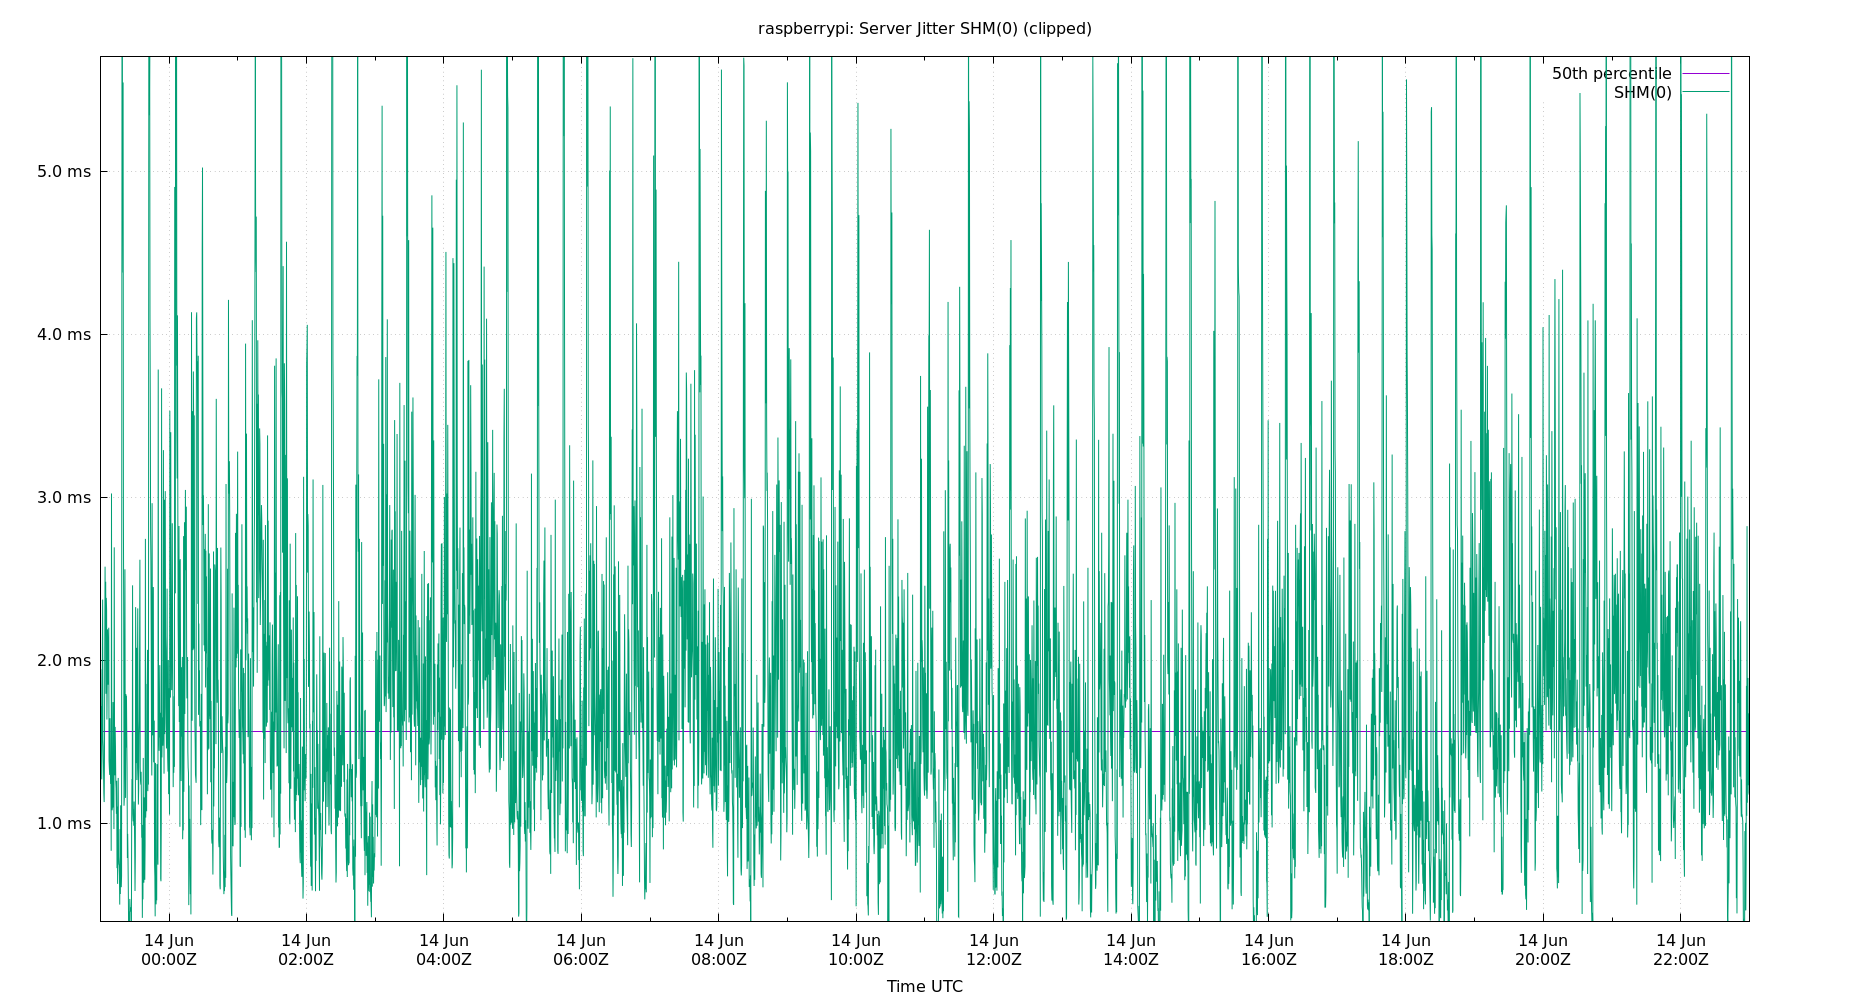 raspberrypi: Server Jitter SHM(0) (clipped)
50th percentile
SHM(0)
5.0 ms
4.0 ms
3.0 ms
2.0 ms
1.0 ms
14 Jun 14 Jun 14 Jun 14 Jun 14 Jun 14 Jun 14 Jun 14 Jun 14 Jun 14 Jun 14 Jun 14 Jun
00:00Z 02:00Z 04:00Z 06:00Z 08:00Z 10:00Z 12:00Z 14:00Z 16:00Z 18:00Z 20:00Z 22:00Z
Time UTC